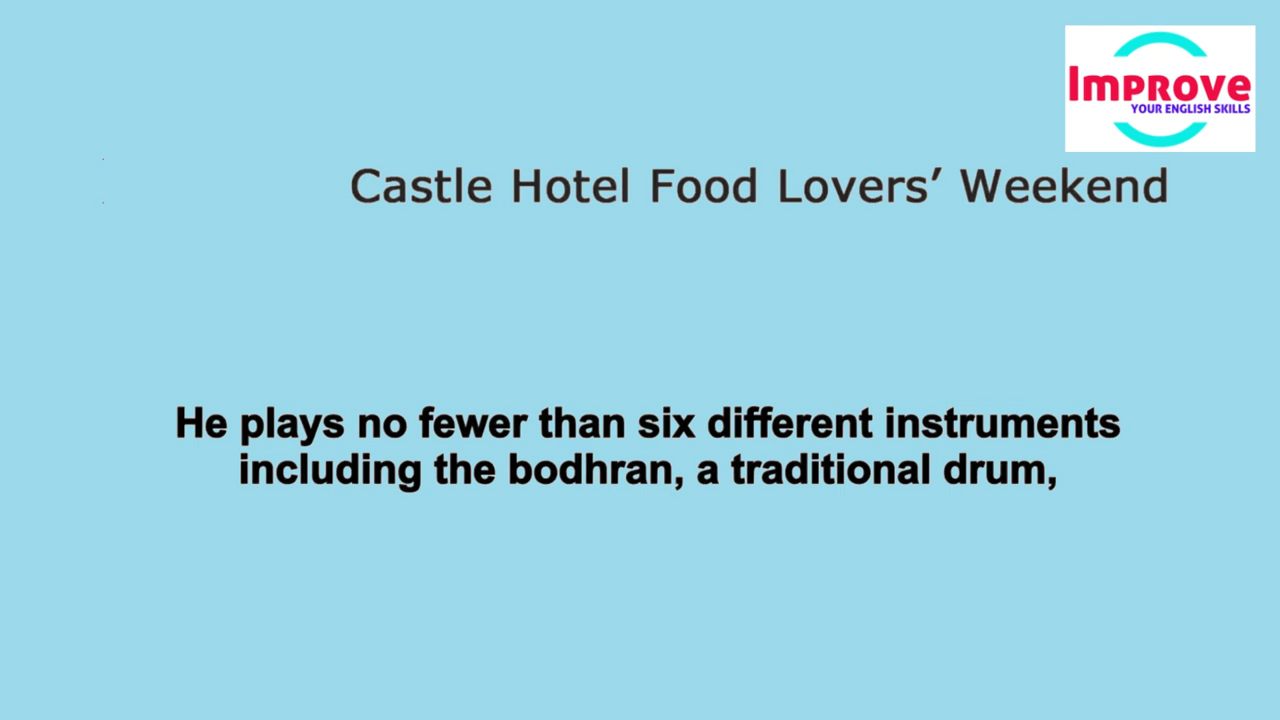 Improve
YOUR ENGLISH SKILLS
Castle Hotel Food Lovers’ Weekend
He plays no fewer than six different instruments
including the bodhran, a traditional drum,